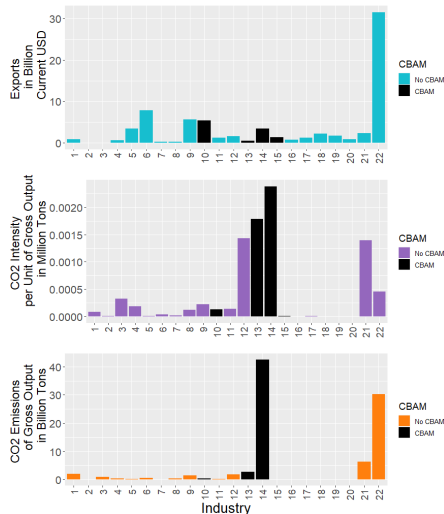 Exports
in Billion
Current USD
30
20
10
0
1 2 3 4 5 6 7 8 9 10 11 12 13 14 15 16 17 18 19 20 21 22
CBAM
No CBAM
CBAM
CO2 Intensity
per Unit of Gross Output
in Million Tons
0.0020
0.0015
0.0010
0.0005
0.0000
1 2 3 4 5 6 7 8 9 10 11 12 13 14 15 16 17 18 19 20 21 22
CBAM
No CBAM
CBAM
CO2 Emissions
of Gross Output
in Billion Tons
40
30
20
10
0
1 2 3 4 5 6 7 8 9 10 11 12 13 14 15 16 17 18 19 20 21 22
Industry
CBAM
No CBAM
CBAM